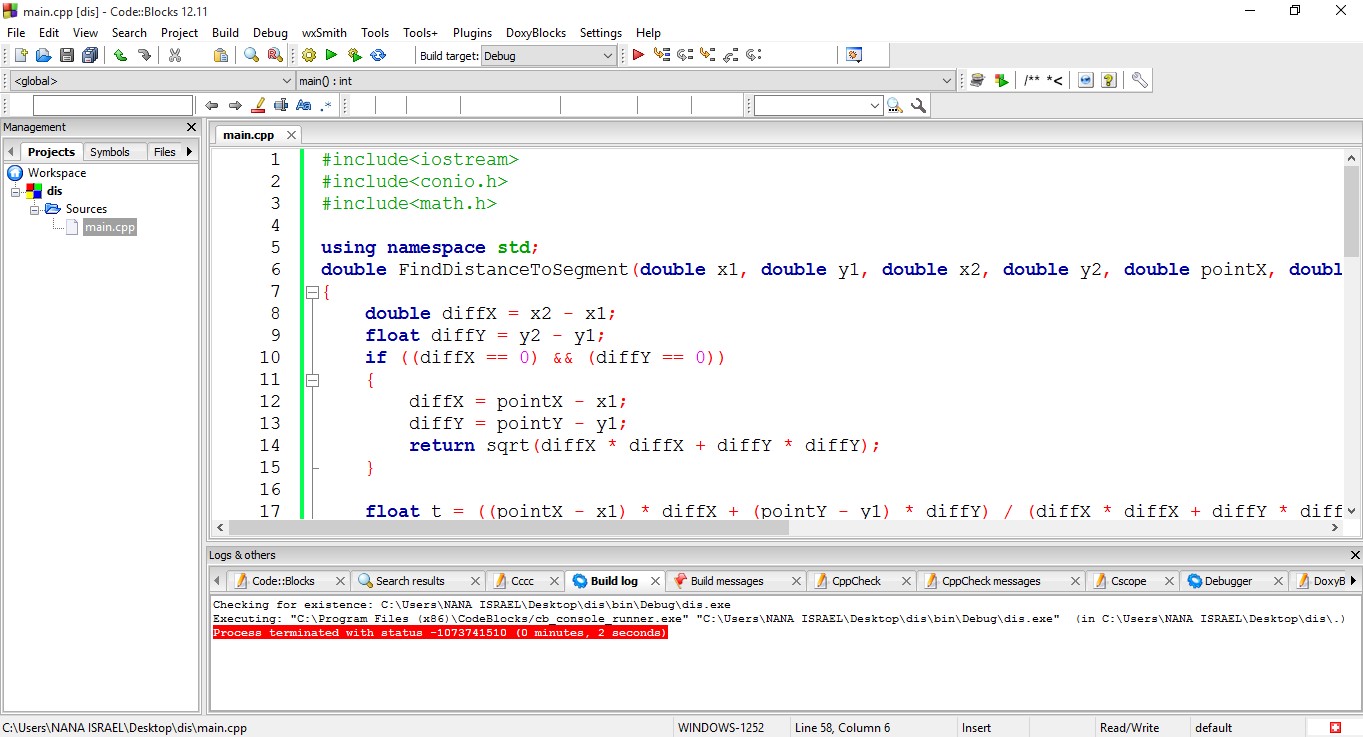 main.cpp [dis] - Code::Blocks 12.11
File Edit View Search Project Build Debug wxSmith Tools Tools+ Plugins DoxyBlocks Settings Help
Build target: Debug
<global> main() : int
/** *<
Aa .*
Management
main.cpp
Projects Symbols Files
Workspace
dis
Sources
main.cpp
1 #include<iostream>
2 #include<conio.h>
3 #include<math.h>
4
5 using namespace std;
6 double FindDistanceToSegment(double x1, double y1, double x2, double y2, double pointX, doubl
7 {
8 double diffX = x2 - x1;
9 float diffY = y2 - y1;
10 if ((diffX == 0) && (diffY == 0))
11 {
12 diffX = pointX - x1;
13 diffY = pointY - y1;
14 return sqrt(diffX * diffX + diffY * diffY);
15 }
16
17 float t = ((pointX - x1) * diffX + (pointY - y1) * diffY) / (diffX * diffX + diffY * diff
Logs & others
Code::Blocks Search results Cccc Build log Build messages CppCheck CppCheck messages Cscope Debugger DoxyB
Checking for existence: C:\Users\NANA ISRAEL\Desktop\dis\bin\Debug\dis.exe
Executing: "C:\Program Files (x86)\CodeBlocks/cb_console_runner.exe" "C:\Users\NANA ISRAEL\Desktop\dis\bin\Debug\dis.exe" (in C:\Users\NANA ISRAEL\Desktop\dis\.)
Process terminated with status -1073741510 (0 minutes, 2 seconds)
C:\Users\NANA ISRAEL\Desktop\dis\main.cpp WINDOWS-1252 Line 58, Column 6 Insert Read/Write default